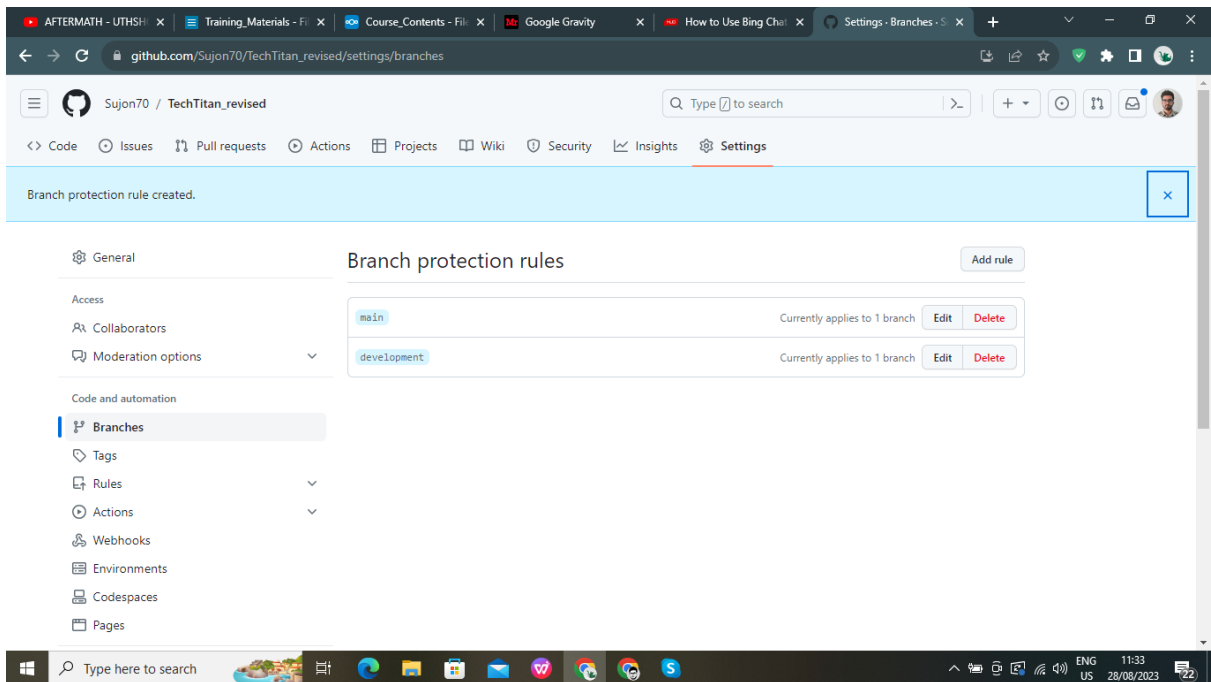 AFTERMATH - UTHSH
Training_Materials - Fi
Course_Contents - File
Mr Google Gravity
How to Use Bing Chat
Settings · Branches · S
github.com/Sujon70/TechTitan_revised/settings/branches
Sujon70 / TechTitan_revised
Type / to search
Code Issues Pull requests Actions Projects Wiki Security Insights Settings
Branch protection rule created.
General
Branch protection rules
Add rule
Access
main Currently applies to 1 branch Edit Delete
Collaborators
Moderation options
development Currently applies to 1 branch Edit Delete
Code and automation
Branches
Tags
Rules
Actions
Webhooks
Environments
Codespaces
Pages
Type here to search
ENG
US
11:33
28/08/2023
22